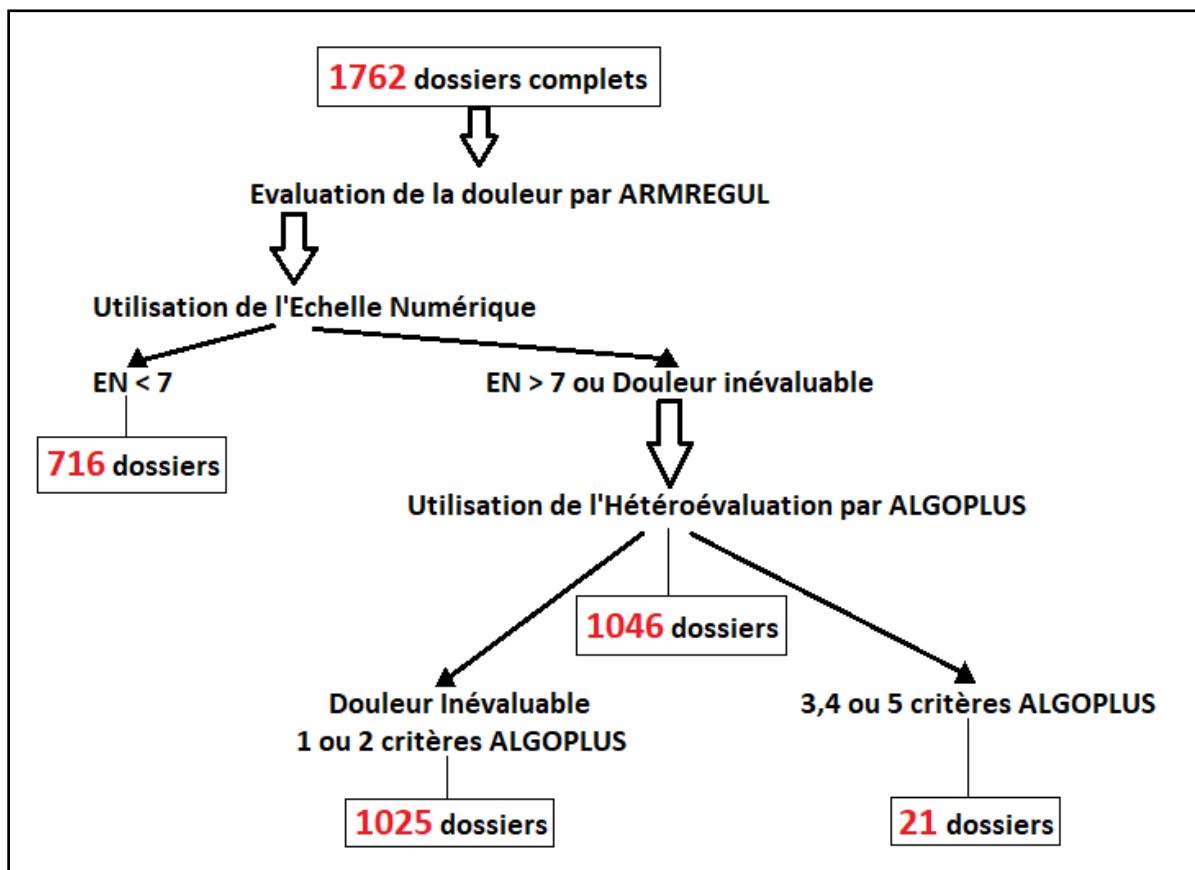 1762 dossiers complets
Evaluation de la douleur par ARMREGUL
Utilisation de l'Echelle Numérique
EN < 7
EN > 7 ou Douleur inévaluable
716 dossiers
Utilisation de l'Hétéroévaluation par ALGOPLUS
1046 dossiers
Douleur Inévaluable
1 ou 2 critères ALGOPLUS
3,4 ou 5 critères ALGOPLUS
1025 dossiers
21 dossiers